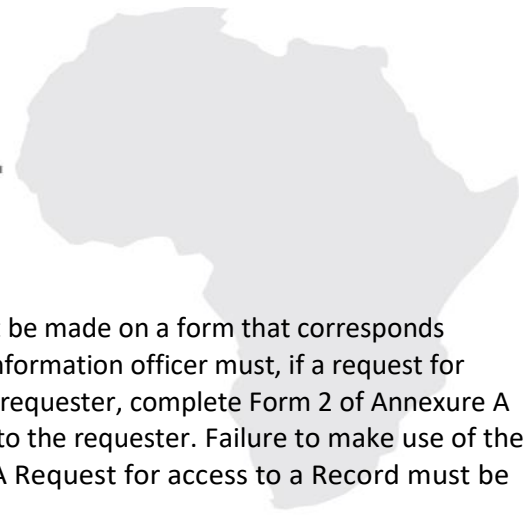 be made on a form that corresponds
nformation officer must, if a request for
requester, complete Form 2 of Annexure A
to the requester. Failure to make use of the
A Request for access to a Record must be